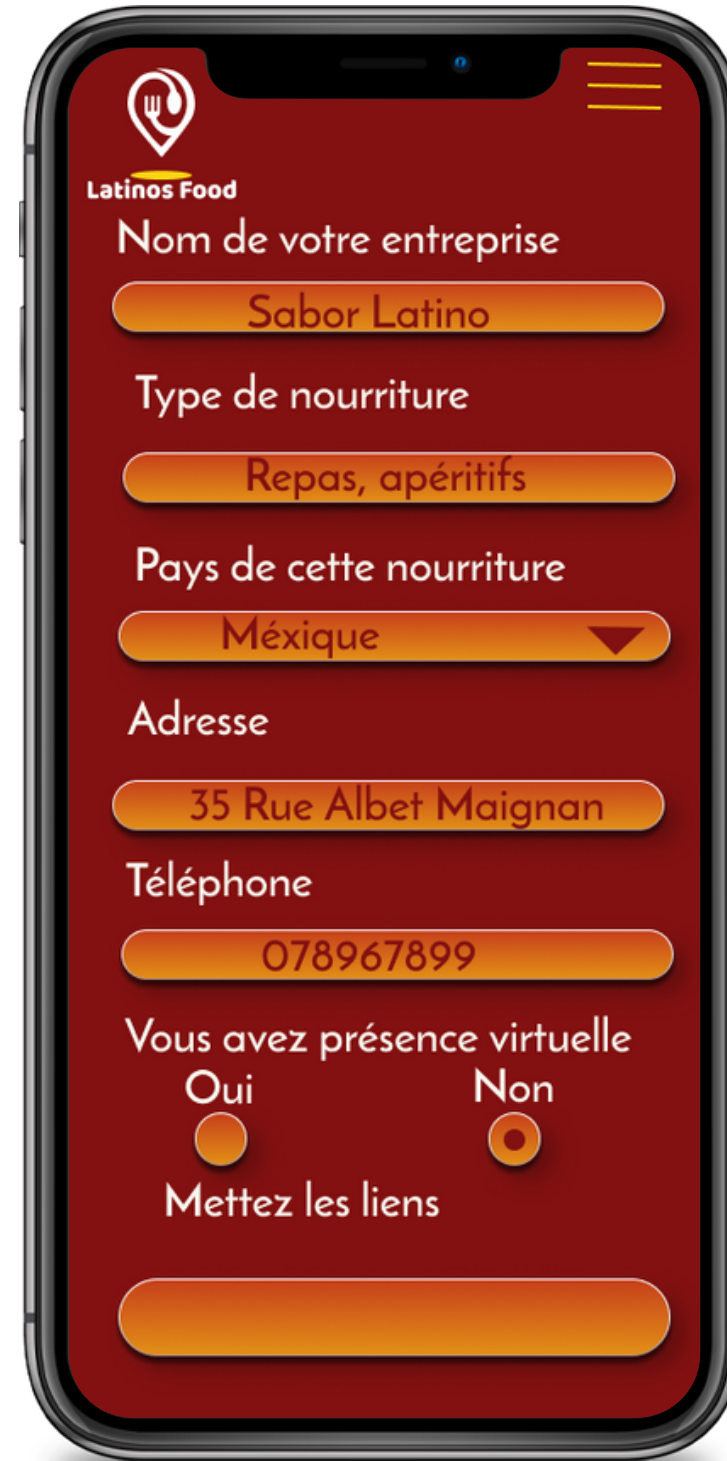 Latinos Food
Nom de votre entreprise
Sabor Latino
Type de nourriture
Repas, apéritifs
Pays de cette nourriture
Méxique
Adresse
35 Rue Albet Maignan
Téléphone
078967899
Vous avez présence virtuelle
Oui Non
Mettez les liens